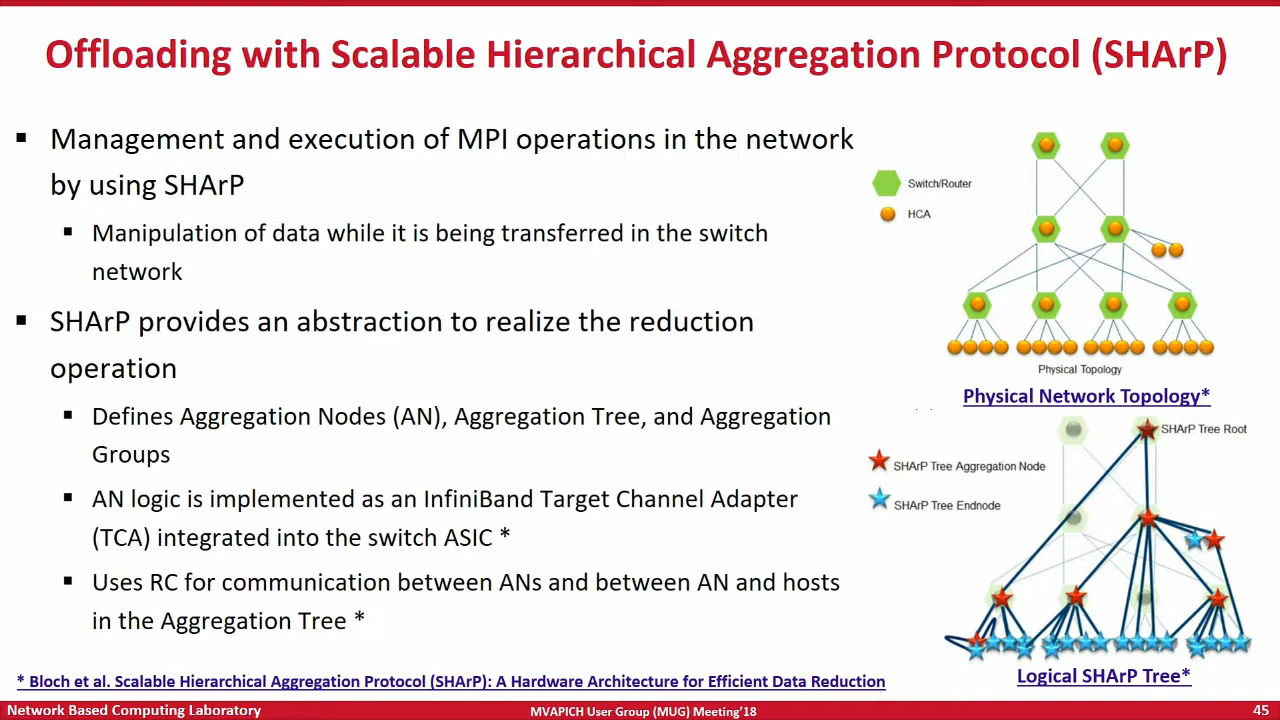 Offloading with Scalable Hierarchical Aggregation Protocol (SHArP)
▪ Management and execution of MPI operations in the network
by using SHArP
▪ Manipulation of data while it is being transferred in the switch
network
▪ SHArP provides an abstraction to realize the reduction
operation
▪ Defines Aggregation Nodes (AN), Aggregation Tree, and Aggregation
Groups
▪ AN logic is implemented as an InfiniBand Target Channel Adapter
(TCA) integrated into the switch ASIC *
▪ Uses RC for communication between ANs and between AN and hosts
in the Aggregation Tree *
Switch/Router
HCA
Physical Topology
Physical Network Topology*
SHArP Tree Root
SHArP Tree Aggregation Node
SHArP Tree Endnode
Logical SHArP Tree*
* Bloch et al. Scalable Hierarchical Aggregation Protocol (SHArP): A Hardware Architecture for Efficient Data Reduction
Network Based Computing Laboratory
MVAPICH User Group (MUG) Meeting'18
45